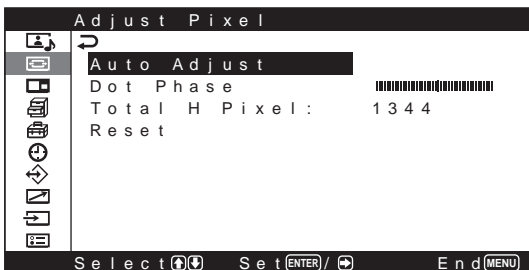 Adjust Pixel
Auto Adjust
Dot Phase
Total H Pixel: 1344
Reset
Select Set ENTER / End MENU